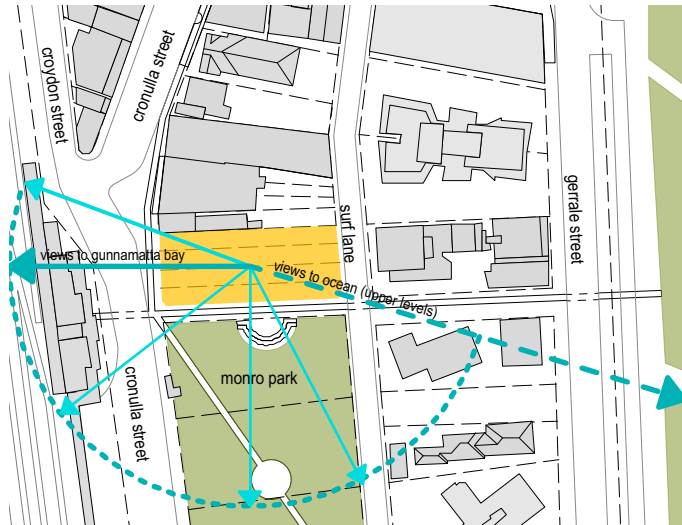 croydon street
cronulla street
surf lane
gerrale street
views to gunnamatta bay
views to ocean (upper levels)
monro park
cronulla street